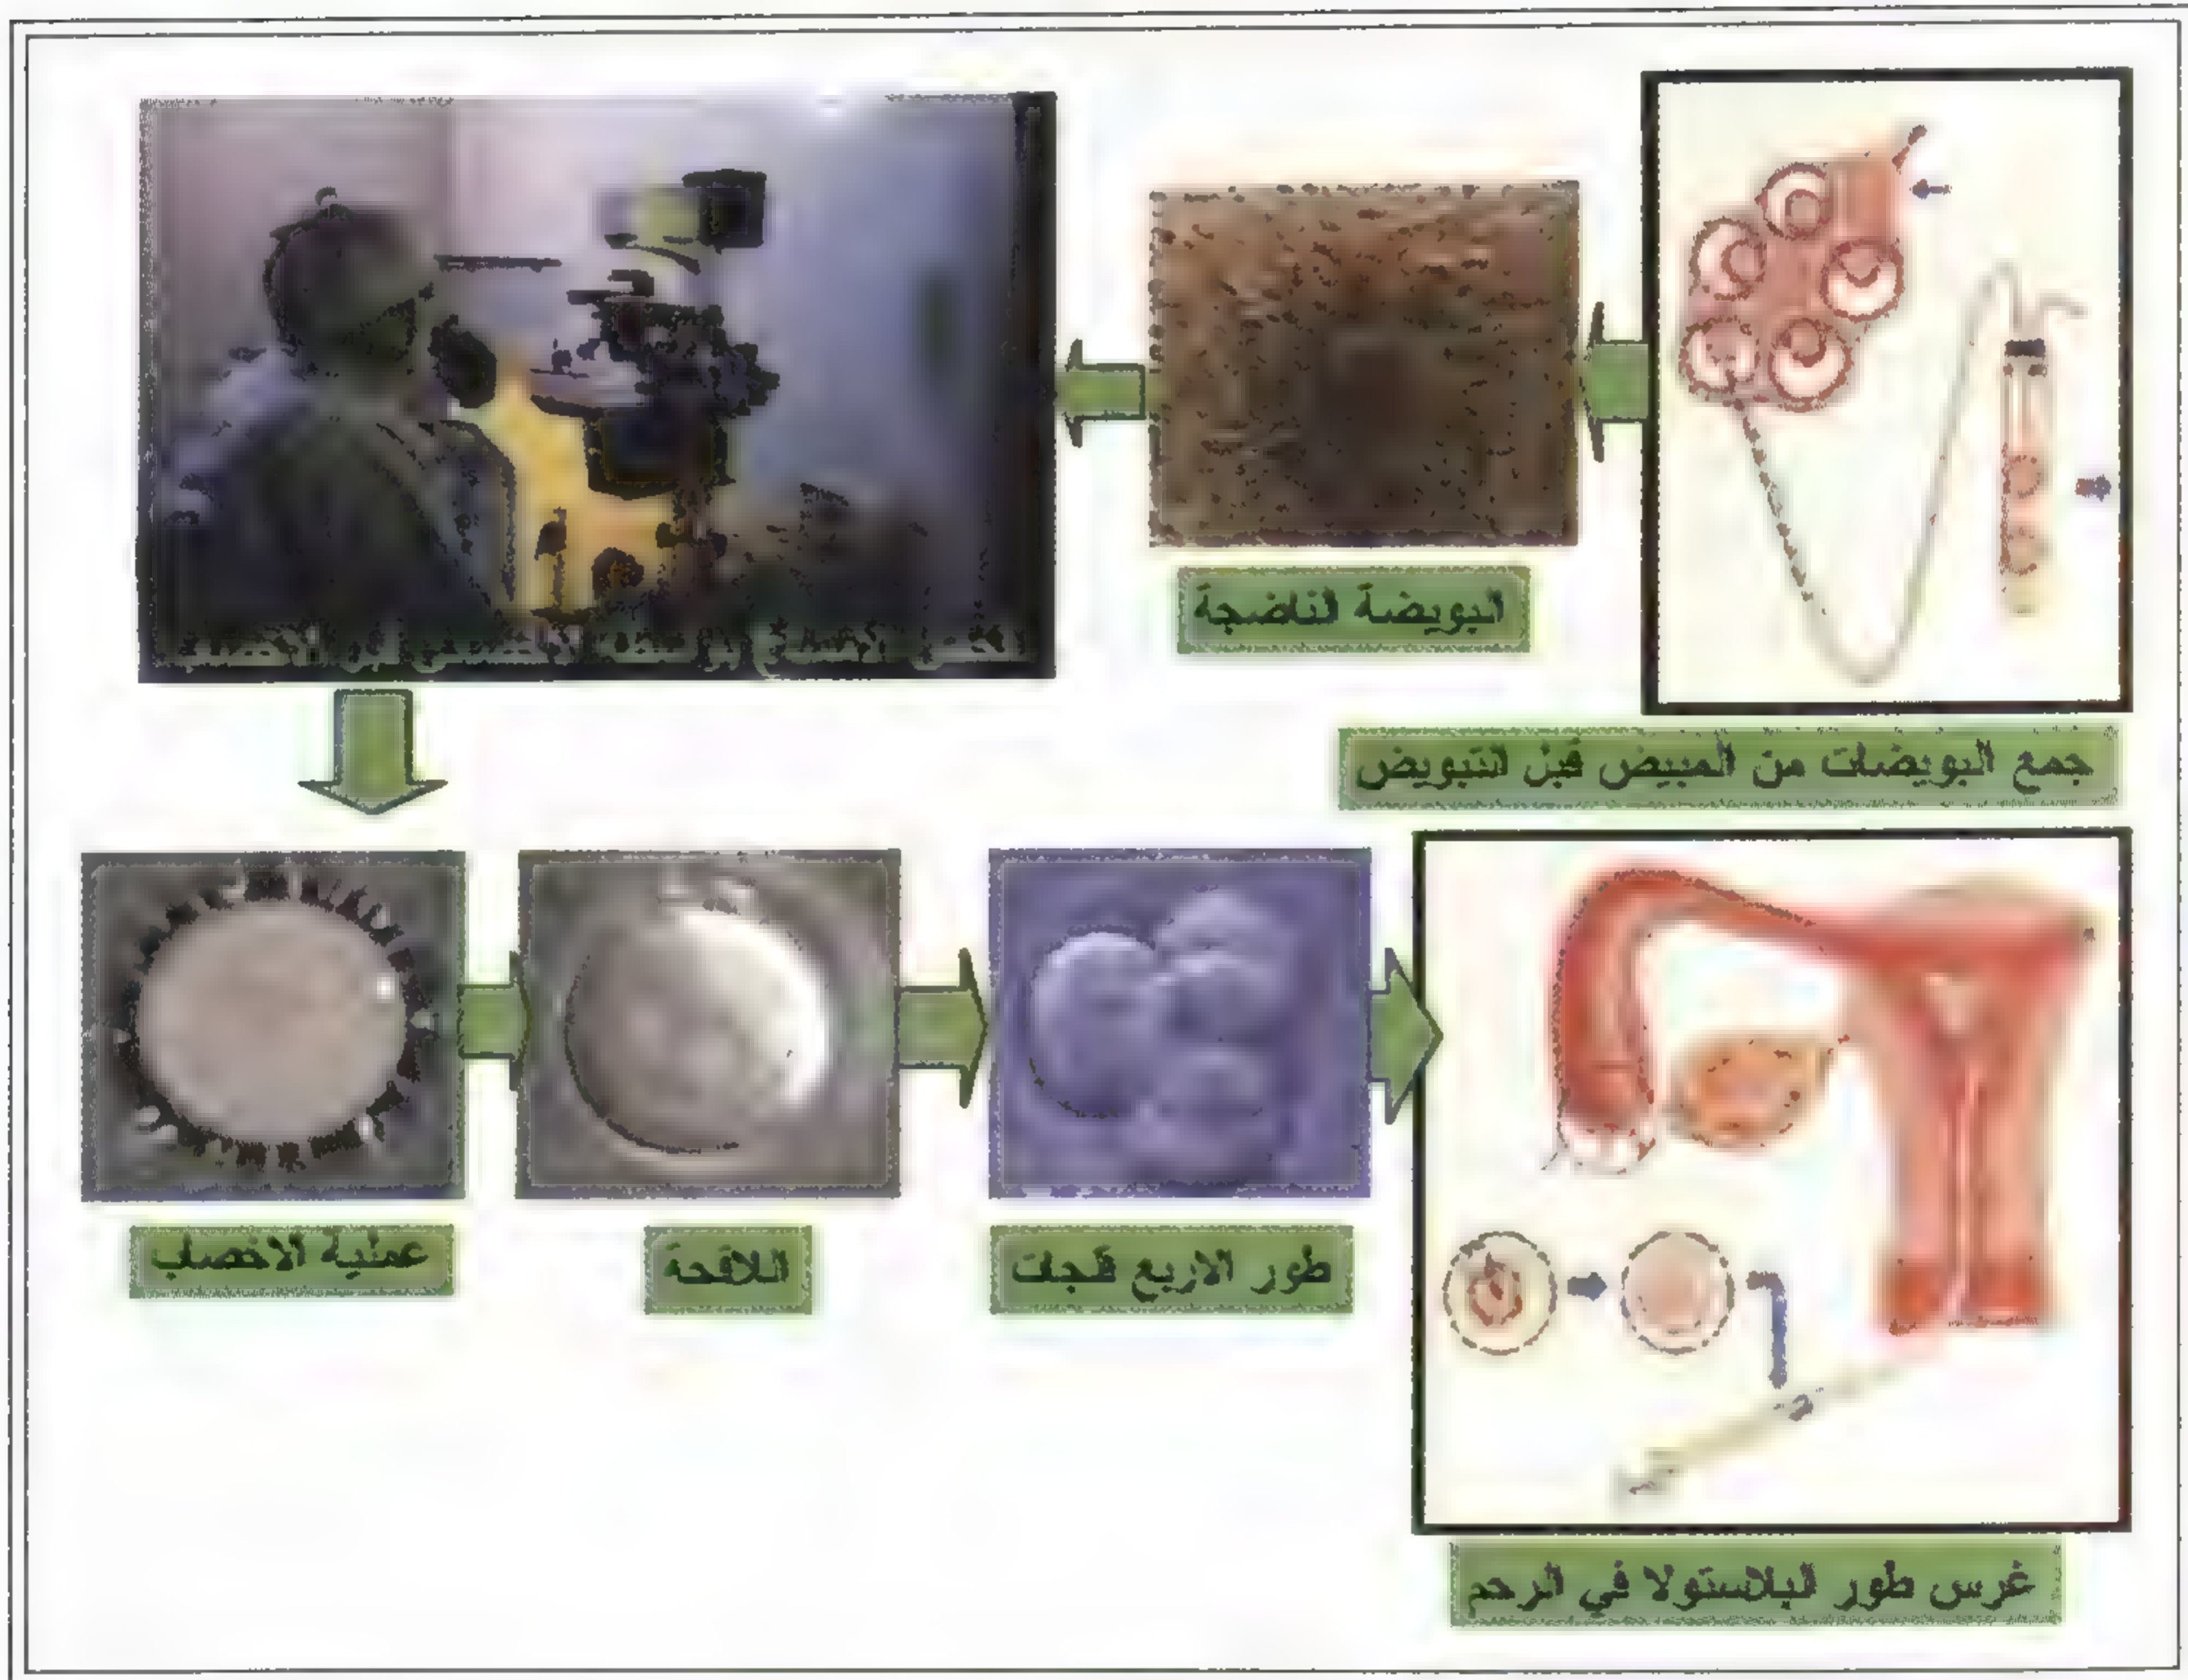 البويضة الناضجة
جمع البويضات من المبيض قبل التبويض
عملية الاخصاب
اللاقحة
طور الاربع فلجات
غرس طور البلاستولا في الرحم